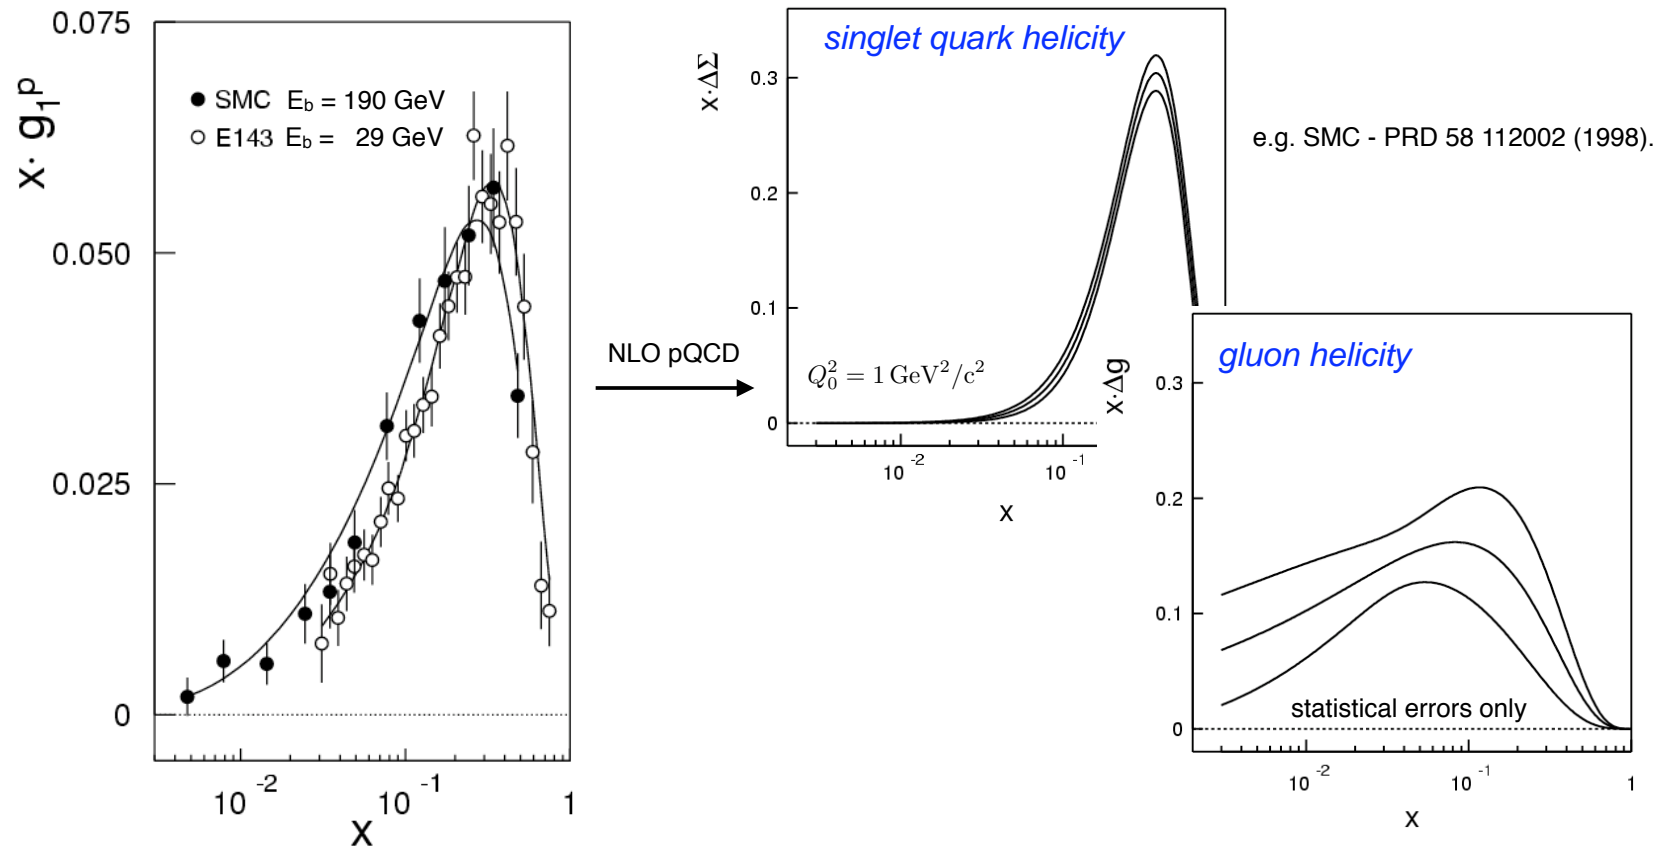 0.075
0.050
0.025
0
x· g₁ᵖ
SMC E_b = 190 GeV
E143 E_b = 29 GeV
10⁻² 10⁻¹ 1
x
NLO pQCD
singlet quark helicity
x·ΔΣ
0.3
0.2
0.1
0
Q₀² = 1 GeV²/c²
10⁻² 10⁻¹
x
e.g. SMC - PRD 58 112002 (1998).
gluon helicity
x·Δg
0.3
0.2
0.1
0
statistical errors only
10⁻² 10⁻¹ 1
x